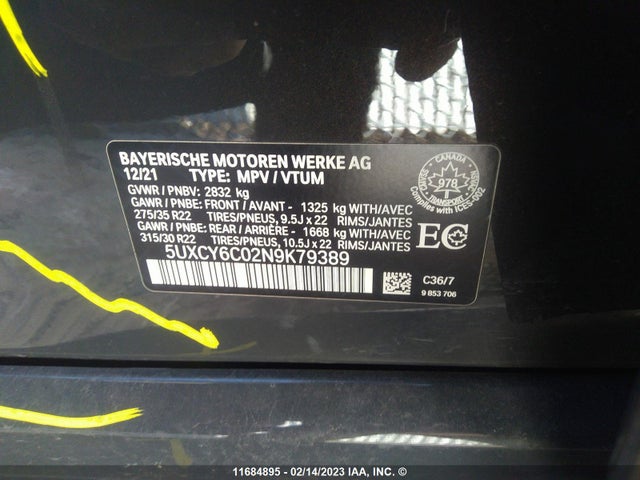 BAYERISCHE MOTOREN WERKE AG
12/21 TYPE: MPV / VTUM
GVWR / PNBV: 2832 kg
GAWR / PNBE: FRONT / AVANT - 1325 kg WITH/AVEC
275/35 R22 TIRES/PNEUS, 9.5J x 22 RIMS/JANTES
GAWR / PNBE: REAR / ARRIÈRE - 1668 kg WITH/AVEC
315/30 R22 TIRES/PNEUS, 10.5J x 22 RIMS/JANTES
5UXCY6C02N9K79389
CANADA
978
TRANSPORT
Complies with ICES-002
EC
C36/7
9 853 706
11684895 - 02/14/2023 IAA, INC. ©